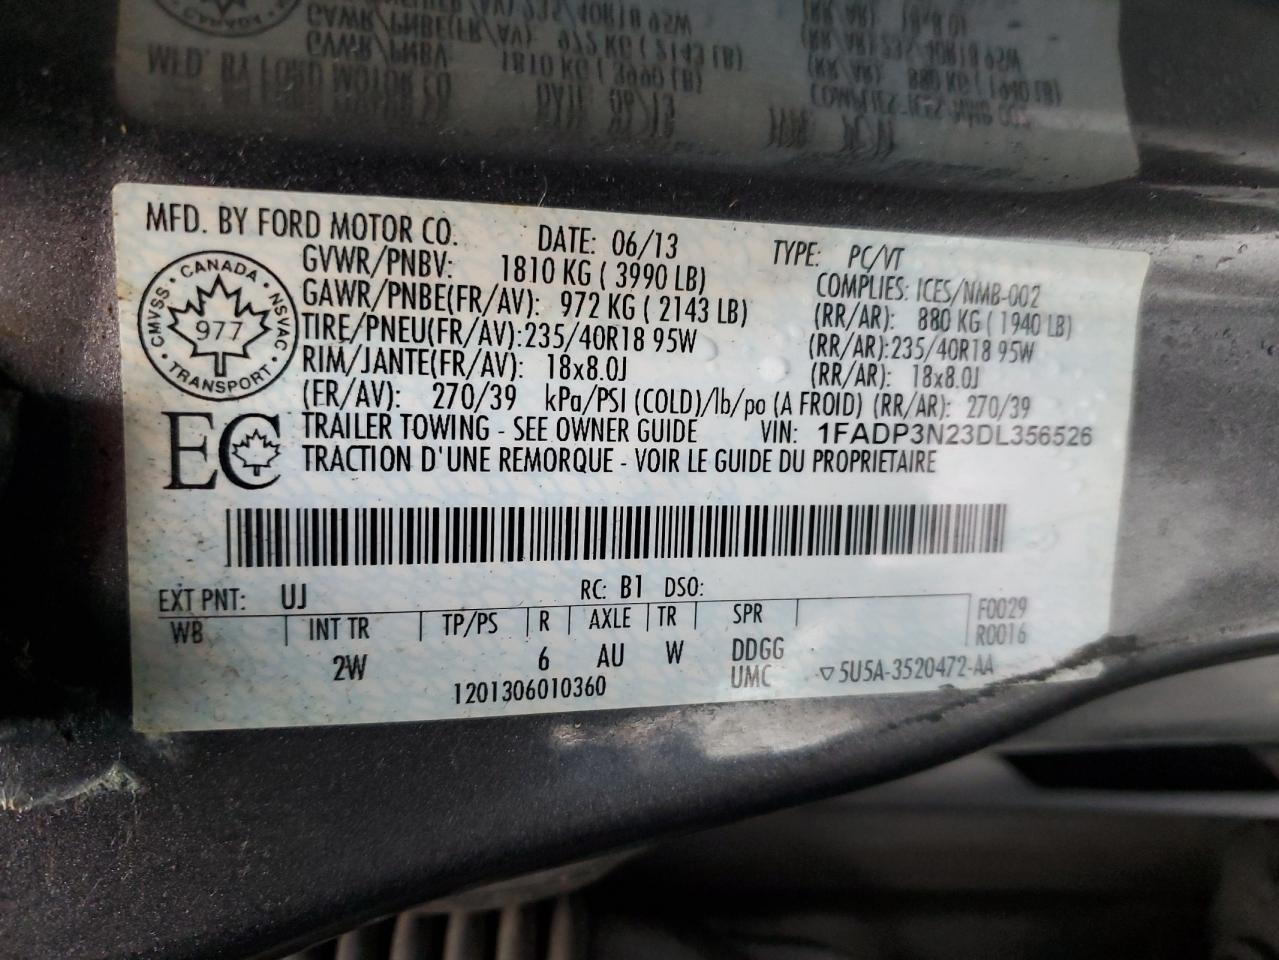 MFD. BY FORD MOTOR CO. DATE: 06/13 TYPE: PC/VT
GVWR/PNBV: 1810 KG ( 3990 LB) COMPLIES: ICES/NMB-002
GAWR/PNBE(FR/AV): 972 KG ( 2143 LB) (RR/AR): 880 KG ( 1940 LB)
TIRE/PNEU(FR/AV):235/40R18 95W (RR/AR):235/40R18 95W
RIM/JANTE(FR/AV): 18x8.0J (RR/AR): 18x8.0J
(FR/AV): 270/39 kPa/PSI (COLD)/lb/po (A FROID) (RR/AR): 270/39
TRAILER TOWING - SEE OWNER GUIDE VIN: 1FADP3N23DL356526
TRACTION D'UNE REMORQUE - VOIR LE GUIDE DU PROPRIETAIRE
CANADA
CMVSS NSVAC
977
TRANSPORT
EC
EXT PNT: UJ RC: B1 DSO:
WB INT TR TP/PS R AXLE TR SPR F0029
R0016
2W 6 AU W DDGG
1201306010360 UMC ▽5U5A-3520472-AA